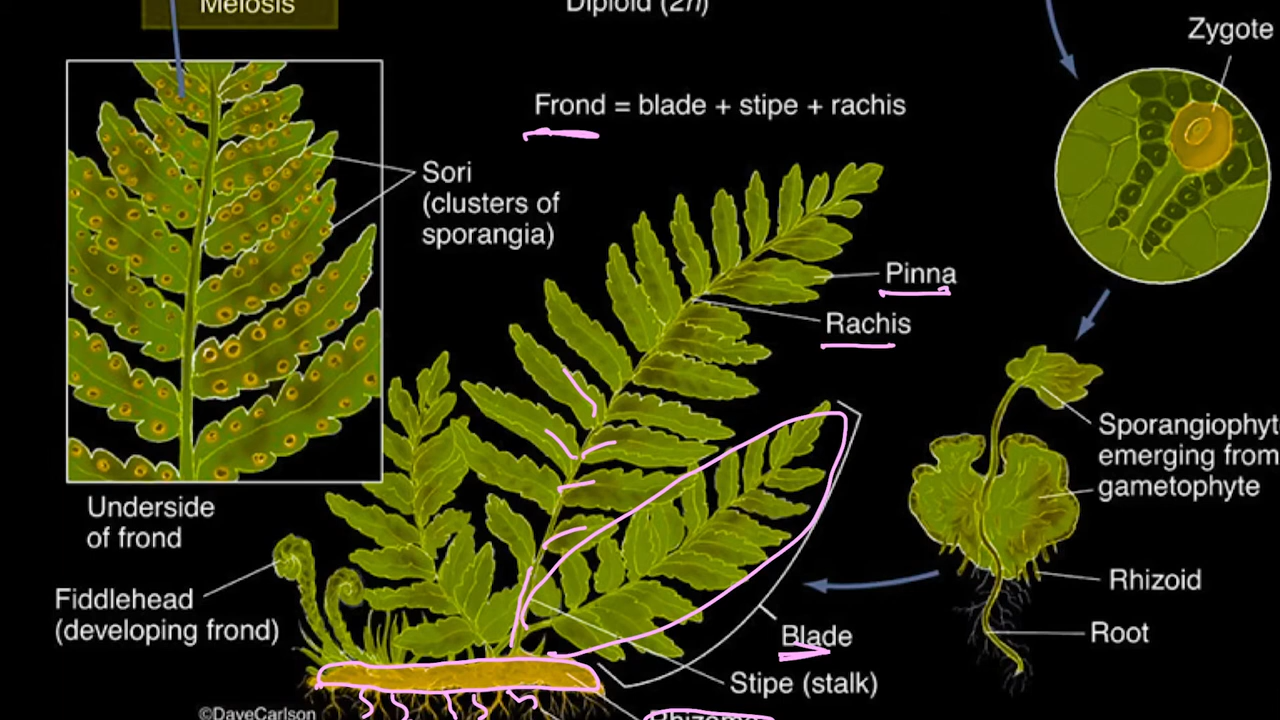 Meiosis
Diploid (2n)
Zygote
Frond = blade + stipe + rachis
Sori
(clusters of
sporangia)
Pinna
Rachis
Sporangiophyt
emerging from
gametophyte
Underside
of frond
Rhizoid
Fiddlehead
(developing frond)
Root
Blade
Stipe (stalk)
©DaveCarlson